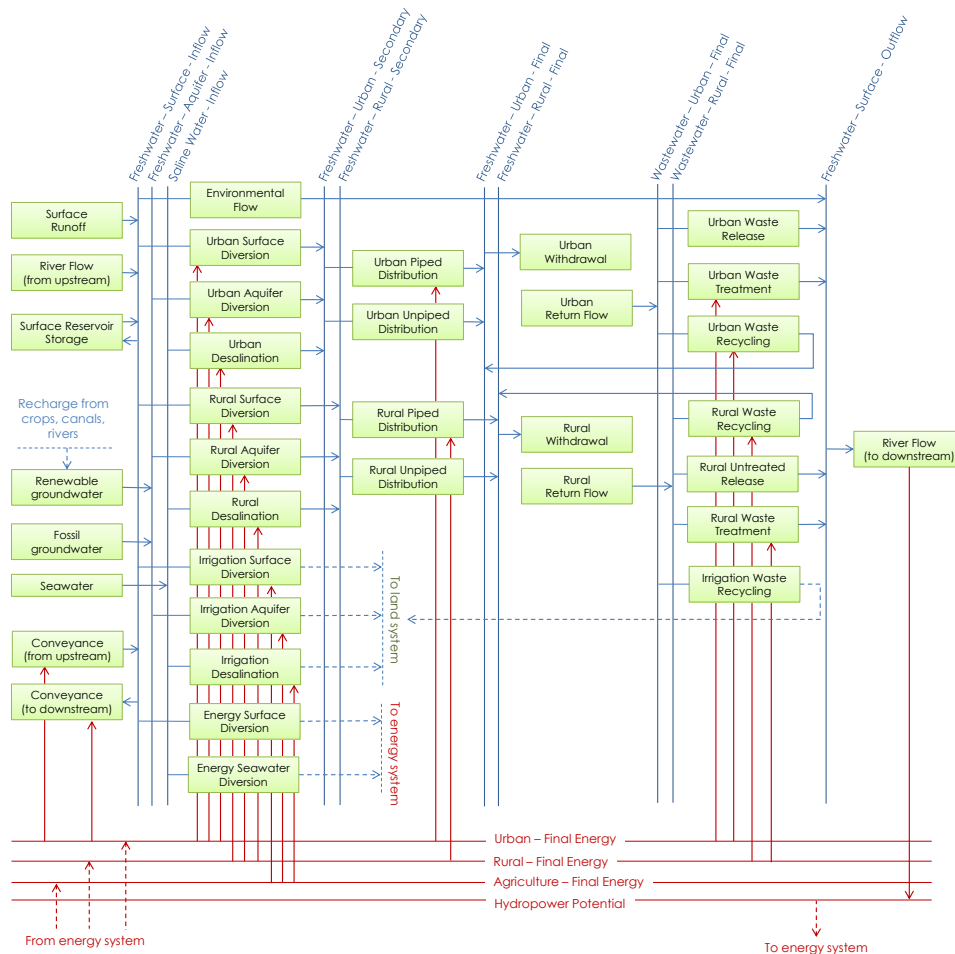 Freshwater – Surface - Inflow
Freshwater – Aquifer - Inflow
Saline Water - Inflow
Freshwater – Urban - Secondary
Freshwater – Rural - Secondary
Freshwater – Urban - Final
Freshwater – Rural - Final
Wastewater – Urban – Final
Wastewater – Rural - Final
Freshwater – Surface - Outflow
Surface
Runoff
River Flow
(from upstream)
Surface Reservoir
Storage
Recharge from
crops, canals,
rivers
Renewable
groundwater
Fossil
groundwater
Seawater
Conveyance
(from upstream)
Conveyance
(to downstream)
Environmental
Flow
Urban Surface
Diversion
Urban Aquifer
Diversion
Urban
Desalination
Rural Surface
Diversion
Rural Aquifer
Diversion
Rural
Desalination
Irrigation Surface
Diversion
Irrigation Aquifer
Diversion
Irrigation
Desalination
Energy Surface
Diversion
Energy Seawater
Diversion
To land system
To energy system
Urban Piped
Distribution
Urban Unpiped
Distribution
Rural Piped
Distribution
Rural Unpiped
Distribution
Urban
Withdrawal
Urban
Return Flow
Rural
Withdrawal
Rural
Return Flow
Urban Waste
Release
Urban Waste
Treatment
Urban Waste
Recycling
Rural Waste
Recycling
Rural Untreated
Release
Rural Waste
Treatment
Irrigation Waste
Recycling
River Flow
(to downstream)
Urban – Final Energy
Rural – Final Energy
Agriculture – Final Energy
Hydropower Potential
From energy system
To energy system